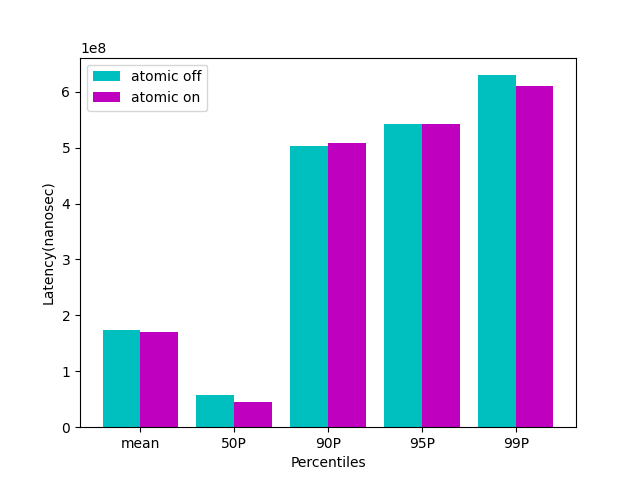 1e8
atomic off
atomic on
6
5
4
3
2
1
0
Latency(nanosec)
mean 50P 90P 95P 99P
Percentiles